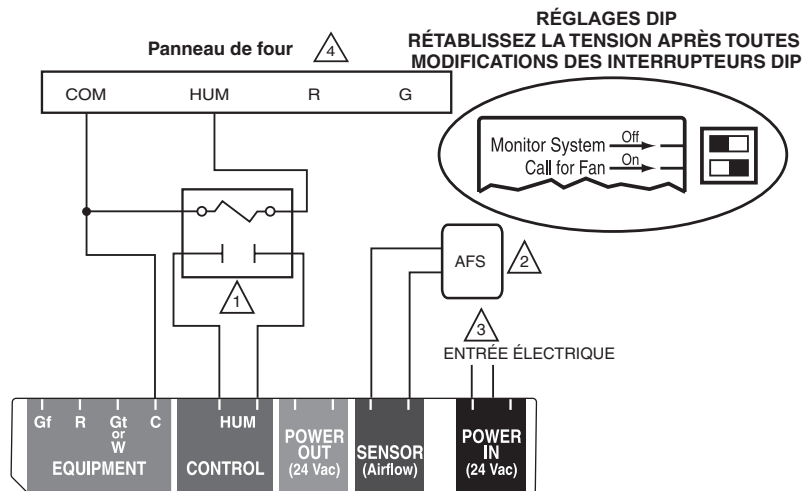 RÉGLAGES DIP
RÉTABLISSEZ LA TENSION APRÈS TOUTES
MODIFICATIONS DES INTERRUPTEURS DIP
Panneau de four 4
COM HUM R G
Monitor System Off
Call for Fan On
1
AFS 2
3
ENTRÉE ÉLECTRIQUE
Gf R Gt or W C
EQUIPMENT
HUM
CONTROL
POWER
OUT
(24 Vac)
SENSOR
(Airflow)
POWER
IN
(24 Vac)